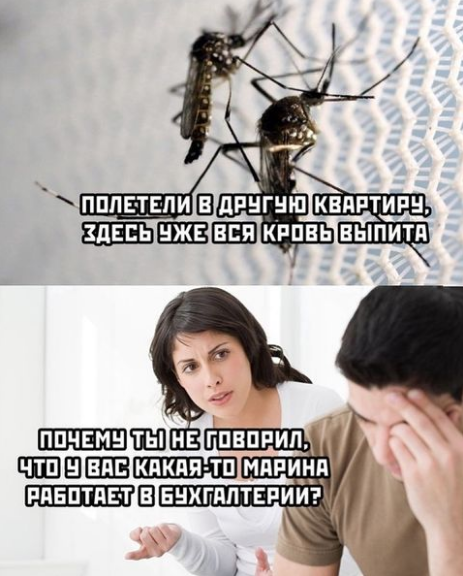 ПОЛЕТЕЛИ В ДРУГУЮ КВАРТИРУ,
ЗДЕСЬ УЖЕ ВСЯ КРОВЬ ВЫПИТА
ПОЧЕМУ ТЫ НЕ ГОВОРИЛ,
ЧТО У ВАС КАКАЯ-ТО МАРИНА
РАБОТАЕТ В БУХГАЛТЕРИИ?